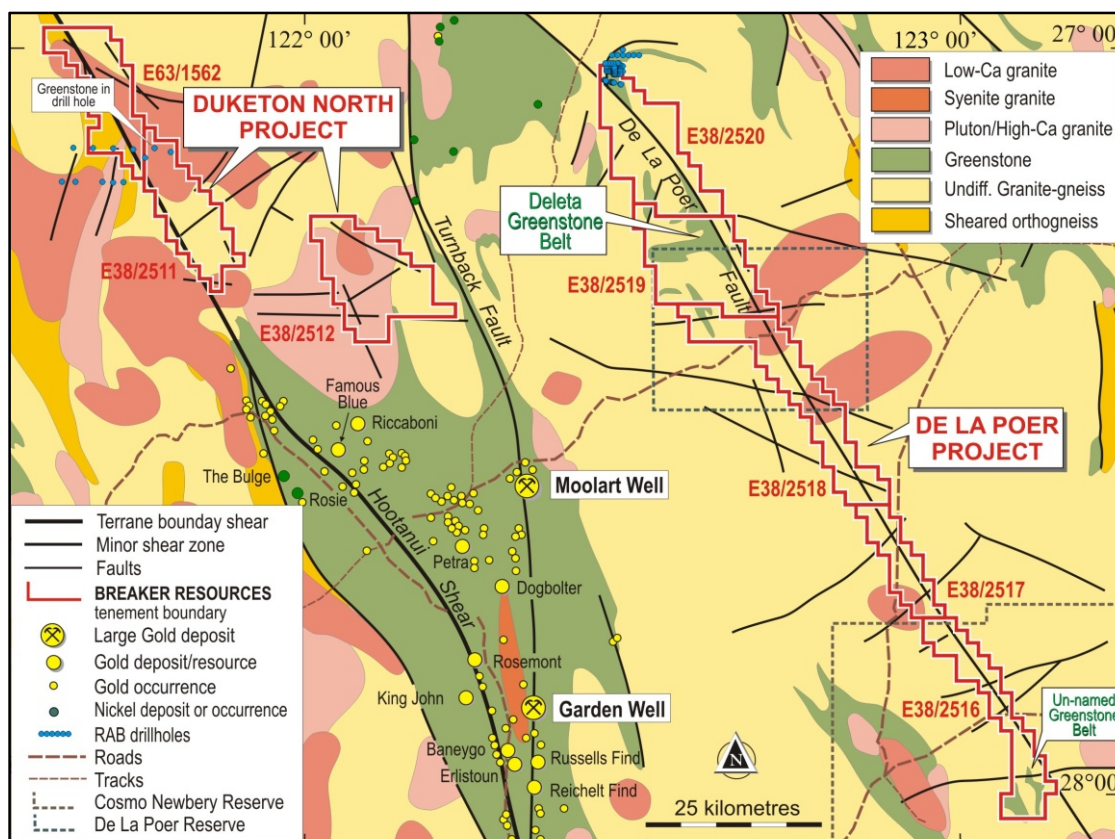 122° 00'
123° 00'
27° 00'
E63/1562
Greenstone in
drill hole
DUKETON NORTH
PROJECT
E38/2511
E38/2512
Turnback Fault
De La Poer
Fault
E38/2520
Deleta
Greenstone
Belt
E38/2519
Low-Ca granite
Syenite granite
Pluton/High-Ca granite
Greenstone
Undiff. Granite-gneiss
Sheared orthogneiss
DE LA POER
PROJECT
E38/2518
E38/2517
E38/2516
Un-named
Greenstone
Belt
28° 00'
Famous
Blue
Riccaboni
The Bulge
Rosie
Hootanui
Shear
Moolart Well
Petra
Dogbolter
Rosemont
King John
Garden Well
Baneygo
Erlistoun
Russells Find
Reichelt Find
N
25 kilometres
Terrane bounday shear
Minor shear zone
Faults
BREAKER RESOURCES
tenement boundary
Large Gold deposit
Gold deposit/resource
Gold occurrence
Nickel deposit or occurrence
RAB drillholes
Roads
Tracks
Cosmo Newbery Reserve
De La Poer Reserve